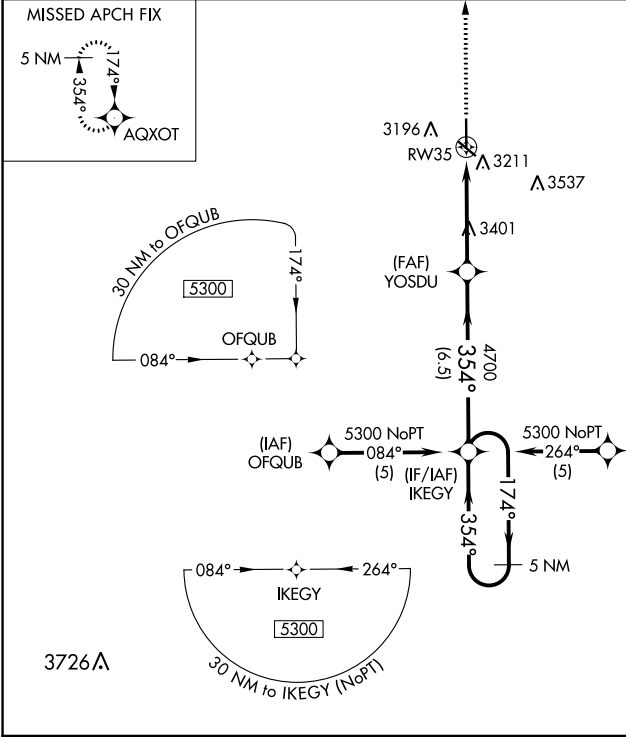 MISSED APCH FIX
5 NM
174°
354°
AQXOT
3196
RW35
3211
3537
3401
(FAF)
YOSDU
30 NM to OFQUB
5300
174°
OFQUB
084°
4700
354°
(6.5)
(IAF)
OFQUB
5300 NoPT
084°
(5)
(IF/IAF)
IKEGY
5300 NoPT
264°
(5)
174°
354°
5 NM
084°
264°
IKEGY
5300
30 NM to IKEGY (NoPT)
3726